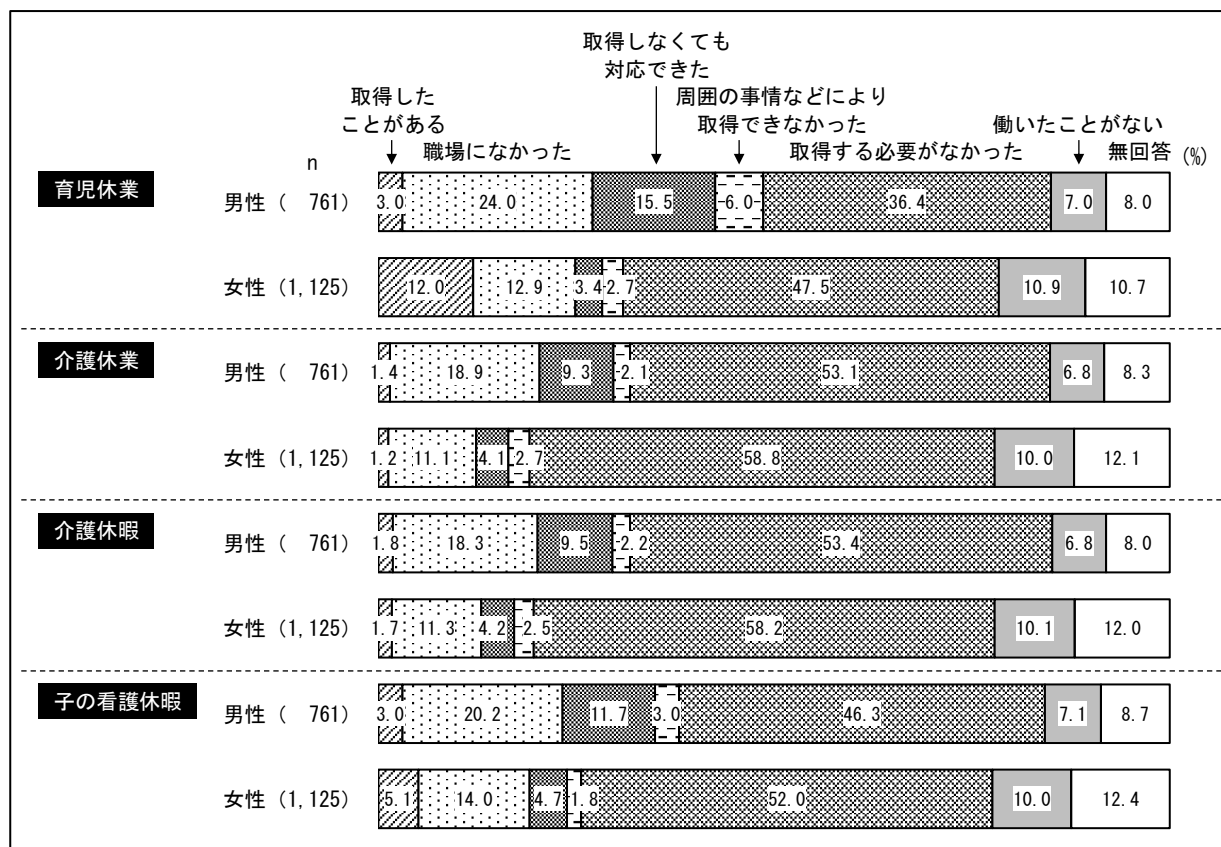 取得しなくても
対応できた
取得した
ことがある
周囲の事情などにより
取得できなかった
働いたことがない
n
職場になかった
取得する必要がなかった
無回答 (%)
育児休業
男性 ( 761) 3.0 24.0 15.5 6.0 36.4 7.0 8.0
女性 (1,125) 12.0 12.9 3.4 2.7 47.5 10.9 10.7
介護休業
男性 ( 761) 1.4 18.9 9.3 2.1 53.1 6.8 8.3
女性 (1,125) 1.2 11.1 4.1 2.7 58.8 10.0 12.1
介護休暇
男性 ( 761) 1.8 18.3 9.5 2.2 53.4 6.8 8.0
女性 (1,125) 1.7 11.3 4.2 2.5 58.2 10.1 12.0
子の看護休暇
男性 ( 761) 3.0 20.2 11.7 3.0 46.3 7.1 8.7
女性 (1,125) 5.1 14.0 4.7 1.8 52.0 10.0 12.4